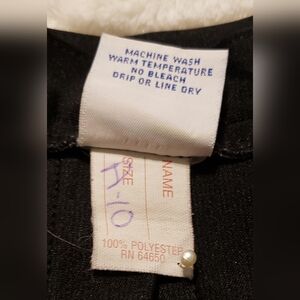 MACHINE WASH
WARM TEMPERATURE
NO BLEACH
DRIP OR LINE DRY
NAME
SIZE
A-10
100% POLYESTER
RN 64650